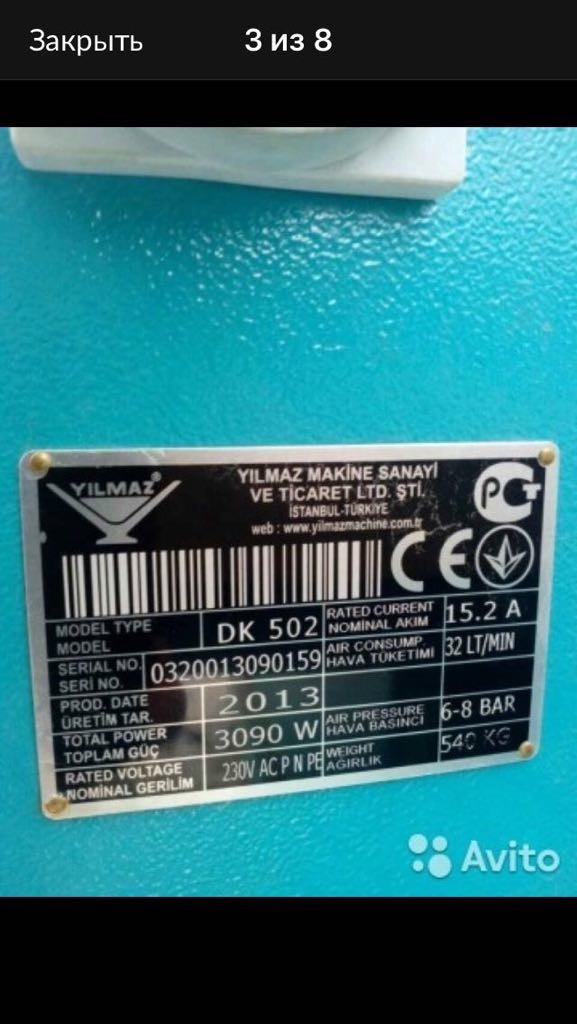 Закрыть
3 из 8
YILMAZ®
YILMAZ MAKİNE SANAYİ
VE TİCARET LTD. ŞTİ.
İSTANBUL-TÜRKİYE
web : www.yilmazmachine.com.tr
РСТ
CE
MODEL TYPE
MODEL
DK 502
RATED CURRENT
NOMİNAL AKIM
15.2 A
SERIAL NO.
SERİ NO.
0320013090159
AIR CONSUMP.
HAVA TÜKETİMİ
32 LT/MIN
PROD. DATE
ÜRETİM TAR.
2013
TOTAL POWER
TOPLAM GÜÇ
3090 W
AIR PRESSURE
HAVA BASINCI
6-8 BAR
RATED VOLTAGE
NOMİNAL GERİLİM
230V AC P N PE
WEIGHT
AĞIRLIK
540 KG
Avito